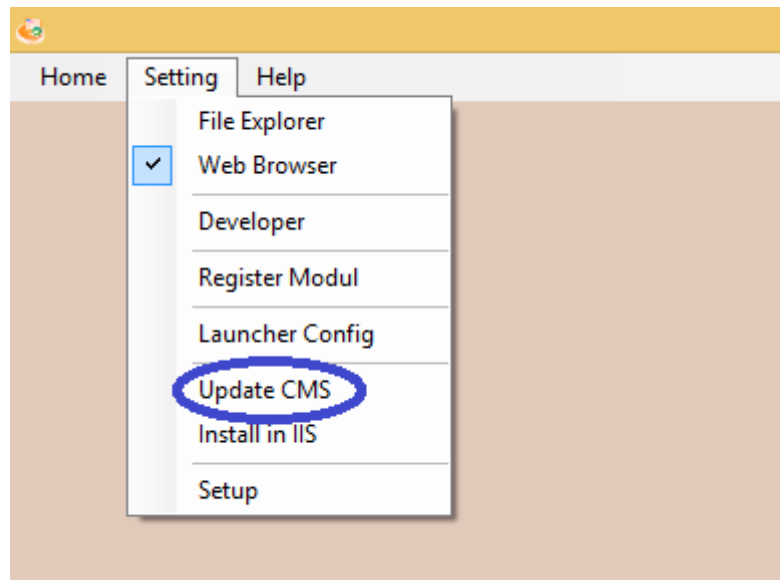 Home Setting Help
File Explorer
Web Browser
Developer
Register Modul
Launcher Config
Update CMS
Install in IIS
Setup